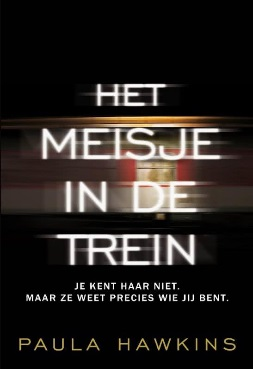 HET
MEISJE
IN DE
TREIN
JE KENT HAAR NIET.
MAAR ZE WEET PRECIES WIE JIJ BENT.
PAULA HAWKINS